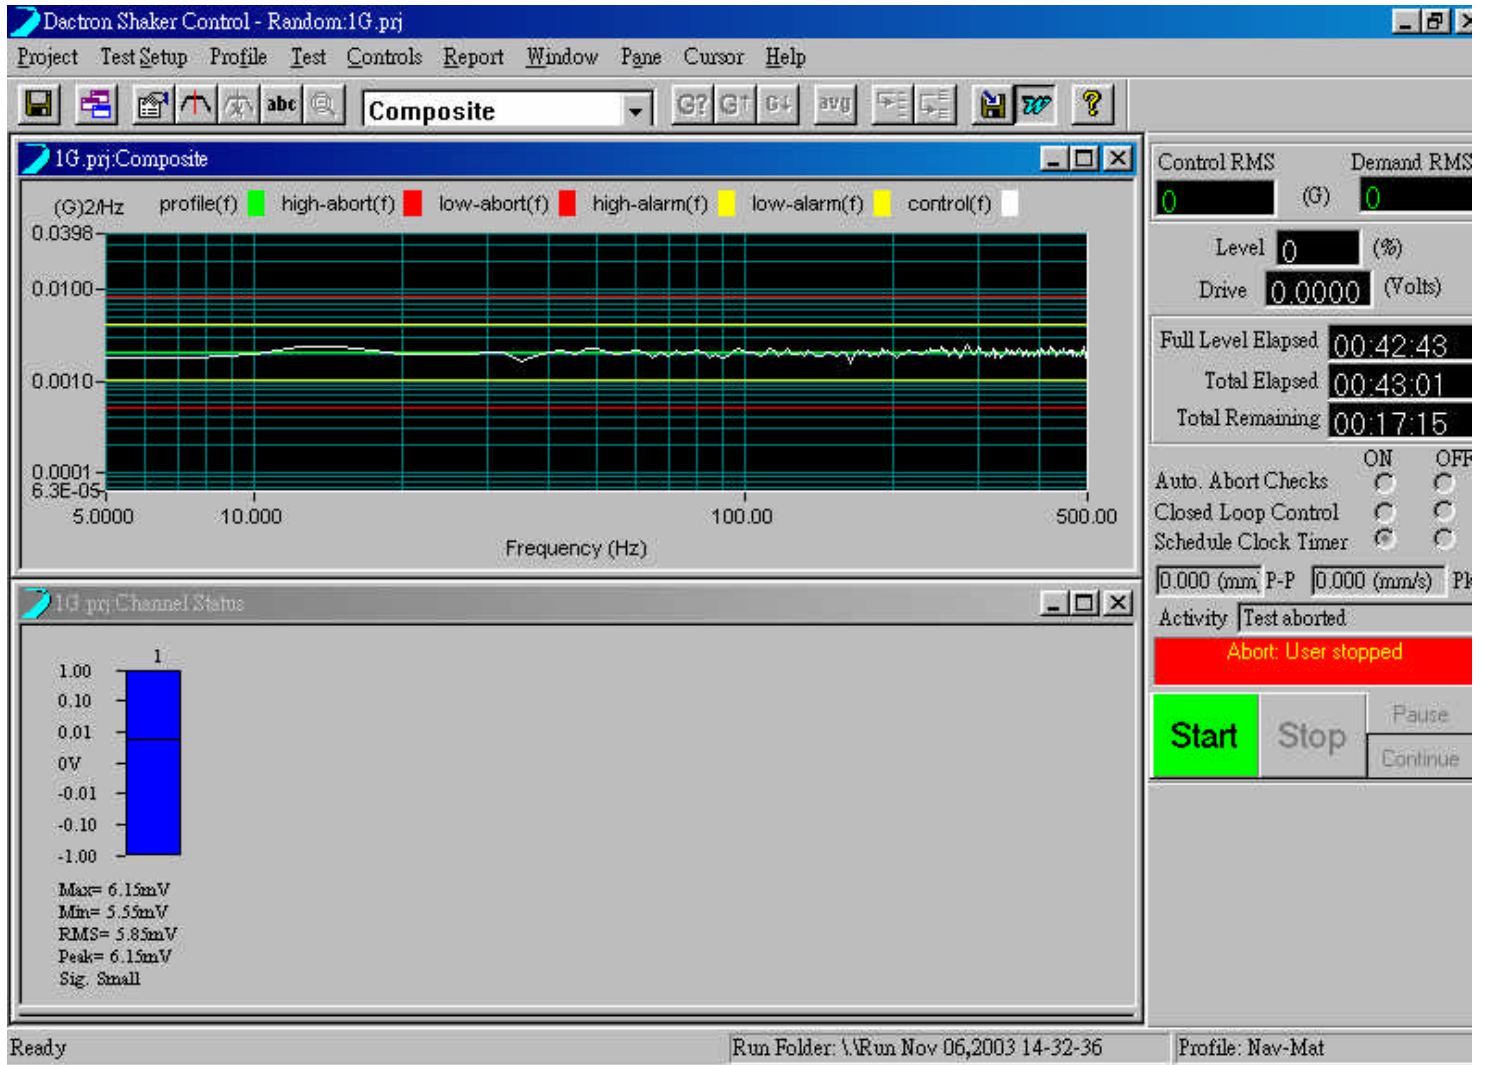 Dactron Shaker Control - Random:1G.prj
Project Test Setup Profile Test Controls Report Window Pane Cursor Help
abc Composite G? G↑ G↓ avg ?
1G.prj:Composite
(G)2/Hz profile(f) high-abort(f) low-abort(f) high-alarm(f) low-alarm(f) control(f)
0.0398
0.0100
0.0010
0.0001
6.3E-05
5.0000 10.000 100.00 500.00
Frequency (Hz)
1G.prj:Channel Status
1
1.00
0.10
0.01
0V
-0.01
-0.10
-1.00
Max= 6.15mV
Min= 5.55mV
RMS= 5.85mV
Peak= 6.15mV
Sig. Small
Control RMS Demand RMS
0 (G) 0
Level 0 (%)
Drive 0.0000 (Volts)
Full Level Elapsed 00:42:43
Total Elapsed 00:43:01
Total Remaining 00:17:15
ON OFF
Auto. Abort Checks
Closed Loop Control
Schedule Clock Timer
0.000 (mm) P-P 0.000 (mm/s) Pk
Activity Test aborted
Abort: User stopped
Start Stop Pause
Continue
Ready Run Folder: \.\Run Nov 06,2003 14-32-36 Profile: Nav-Mat